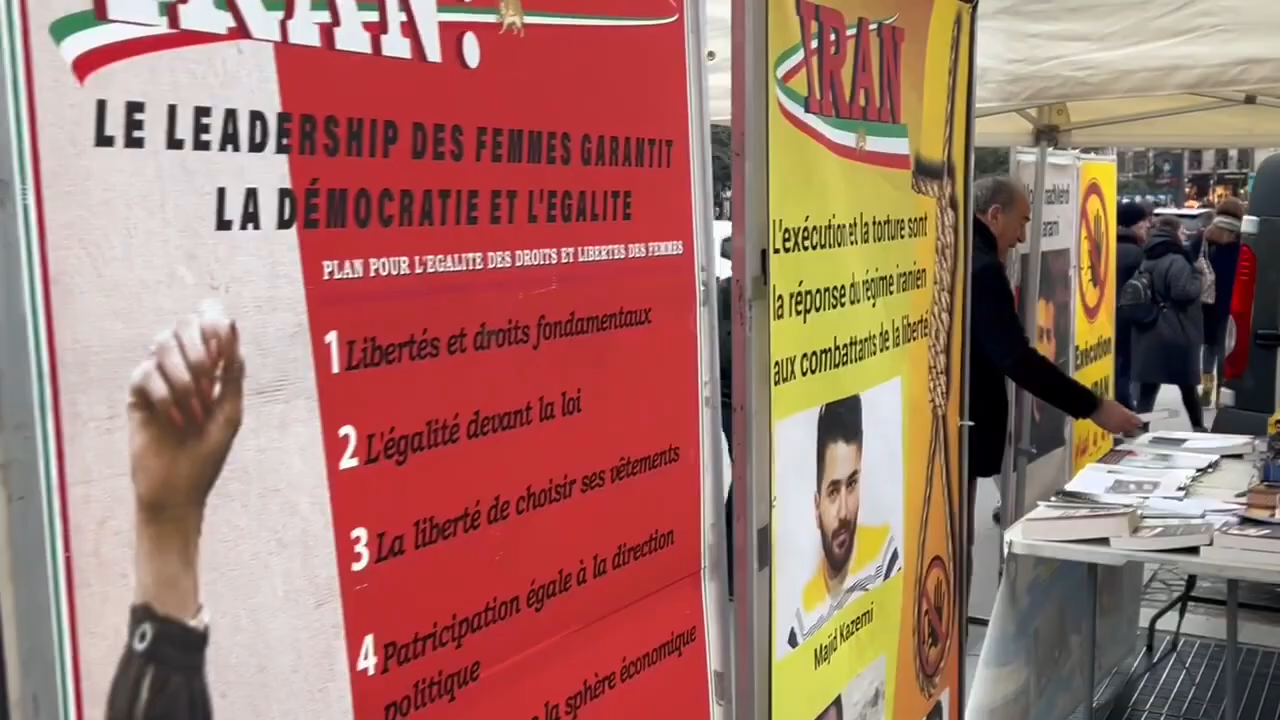 IRAN:
LE LEADERSHIP DES FEMMES GARANTIT
LA DÉMOCRATIE ET L'EGALITE
PLAN POUR L'EGALITE DES DROITS ET LIBERTES DES FEMMES
1 Libertés et droits fondamentaux
2 L'égalité devant la loi
3 La liberté de choisir ses vêtements
4 Patricipation égale à la direction
politique
la sphère économique
IRAN
L'exécution et la torture sont
la réponse du régime iranien
aux combattants de la liberté
Majid Kazemi
Exécution
IRAN